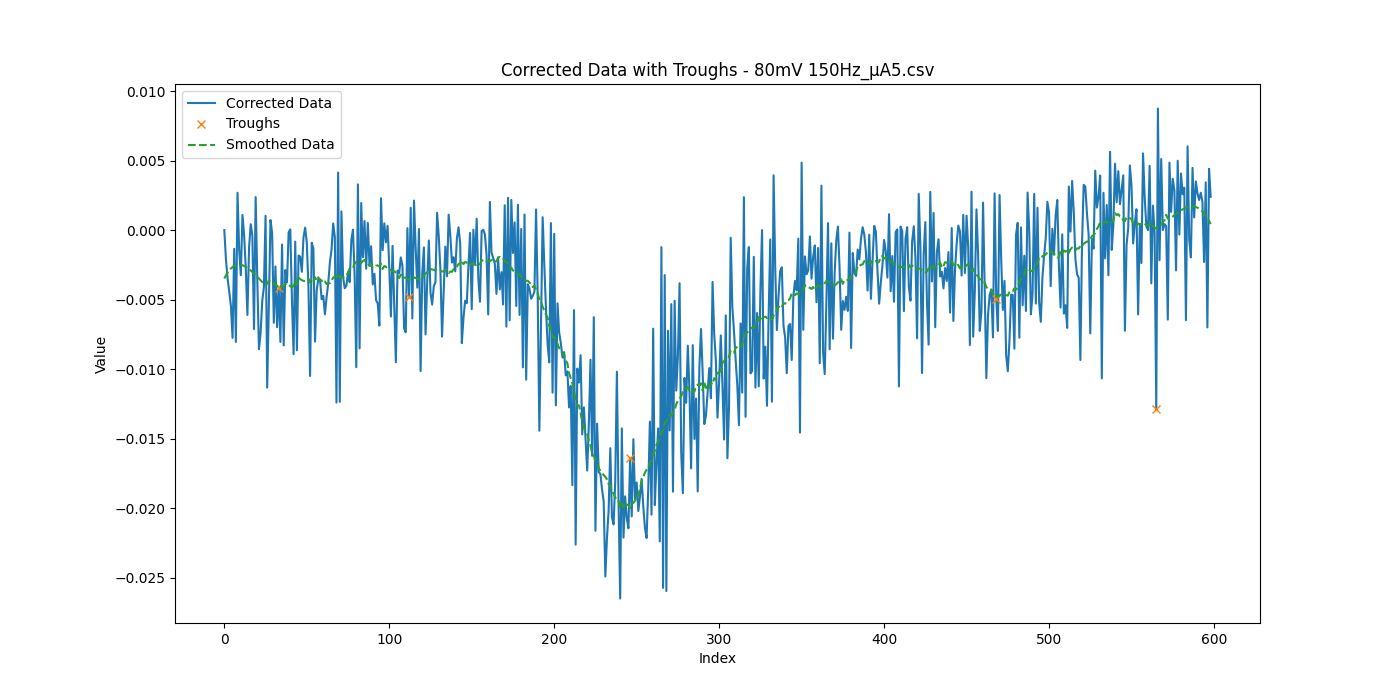 Corrected Data with Troughs - 80mV 150Hz_µA5.csv
Corrected Data
Troughs
Smoothed Data
0.010
0.005
0.000
−0.005
−0.010
−0.015
−0.020
−0.025
Value
0 100 200 300 400 500 600
Index